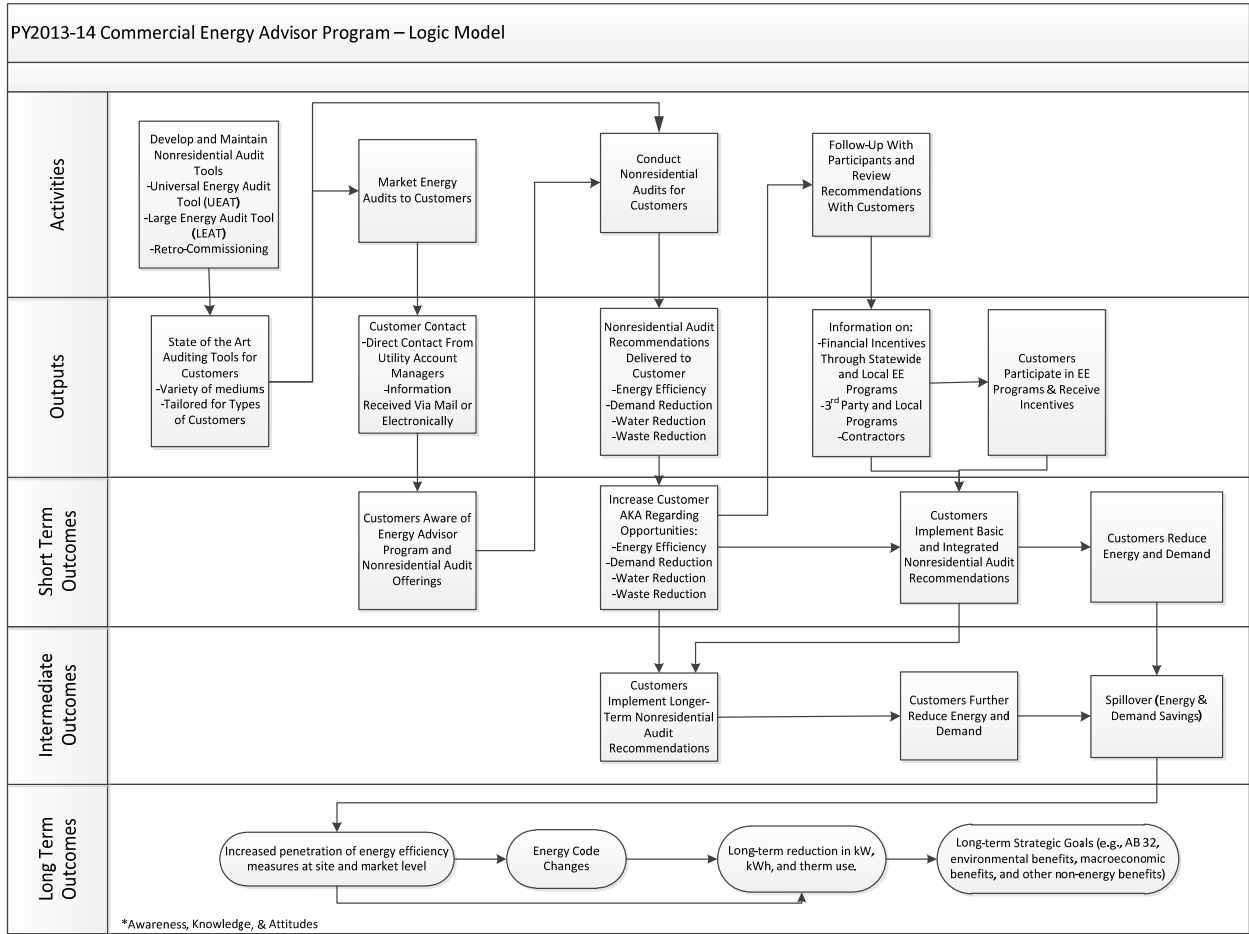 PY2013-14 Commercial Energy Advisor Program – Logic Model
Activities
Develop and Maintain
Nonresidential Audit
Tools
-Universal Energy Audit
Tool (UEAT)
-Large Energy Audit Tool
(LEAT)
-Retro-Commissioning
Market Energy
Audits to Customers
Conduct
Nonresidential
Audits for
Customers
Follow-Up With
Participants and
Review
Recommendations
With Customers
Outputs
State of the Art
Auditing Tools for
Customers
-Variety of mediums
-Tailored for Types
of Customers
Customer Contact
-Direct Contact From
Utility Account
Managers
-Information
Received Via Mail or
Electronically
Nonresidential Audit
Recommendations
Delivered to
Customer
-Energy Efficiency
-Demand Reduction
-Water Reduction
-Waste Reduction
Information on:
-Financial Incentives
Through Statewide
and Local EE
Programs
-3rd Party and Local
Programs
-Contractors
Customers
Participate in EE
Programs & Receive
Incentives
Short Term
Outcomes
Customers Aware of
Energy Advisor
Program and
Nonresidential Audit
Offerings
Increase Customer
AKA Regarding
Opportunities:
-Energy Efficiency
-Demand Reduction
-Water Reduction
-Waste Reduction
Customers
Implement Basic
and Integrated
Nonresidential Audit
Recommendations
Customers Reduce
Energy and Demand
Intermediate
Outcomes
Customers
Implement Longer-
Term Nonresidential
Audit
Recommendations
Customers Further
Reduce Energy and
Demand
Spillover (Energy &
Demand Savings)
Long Term
Outcomes
Increased penetration of energy efficiency
measures at site and market level
Energy Code
Changes
Long-term reduction in kW,
kWh, and therm use.
Long-term Strategic Goals (e.g., AB 32,
environmental benefits, macroeconomic
benefits, and other non-energy benefits)
*Awareness, Knowledge, & Attitudes